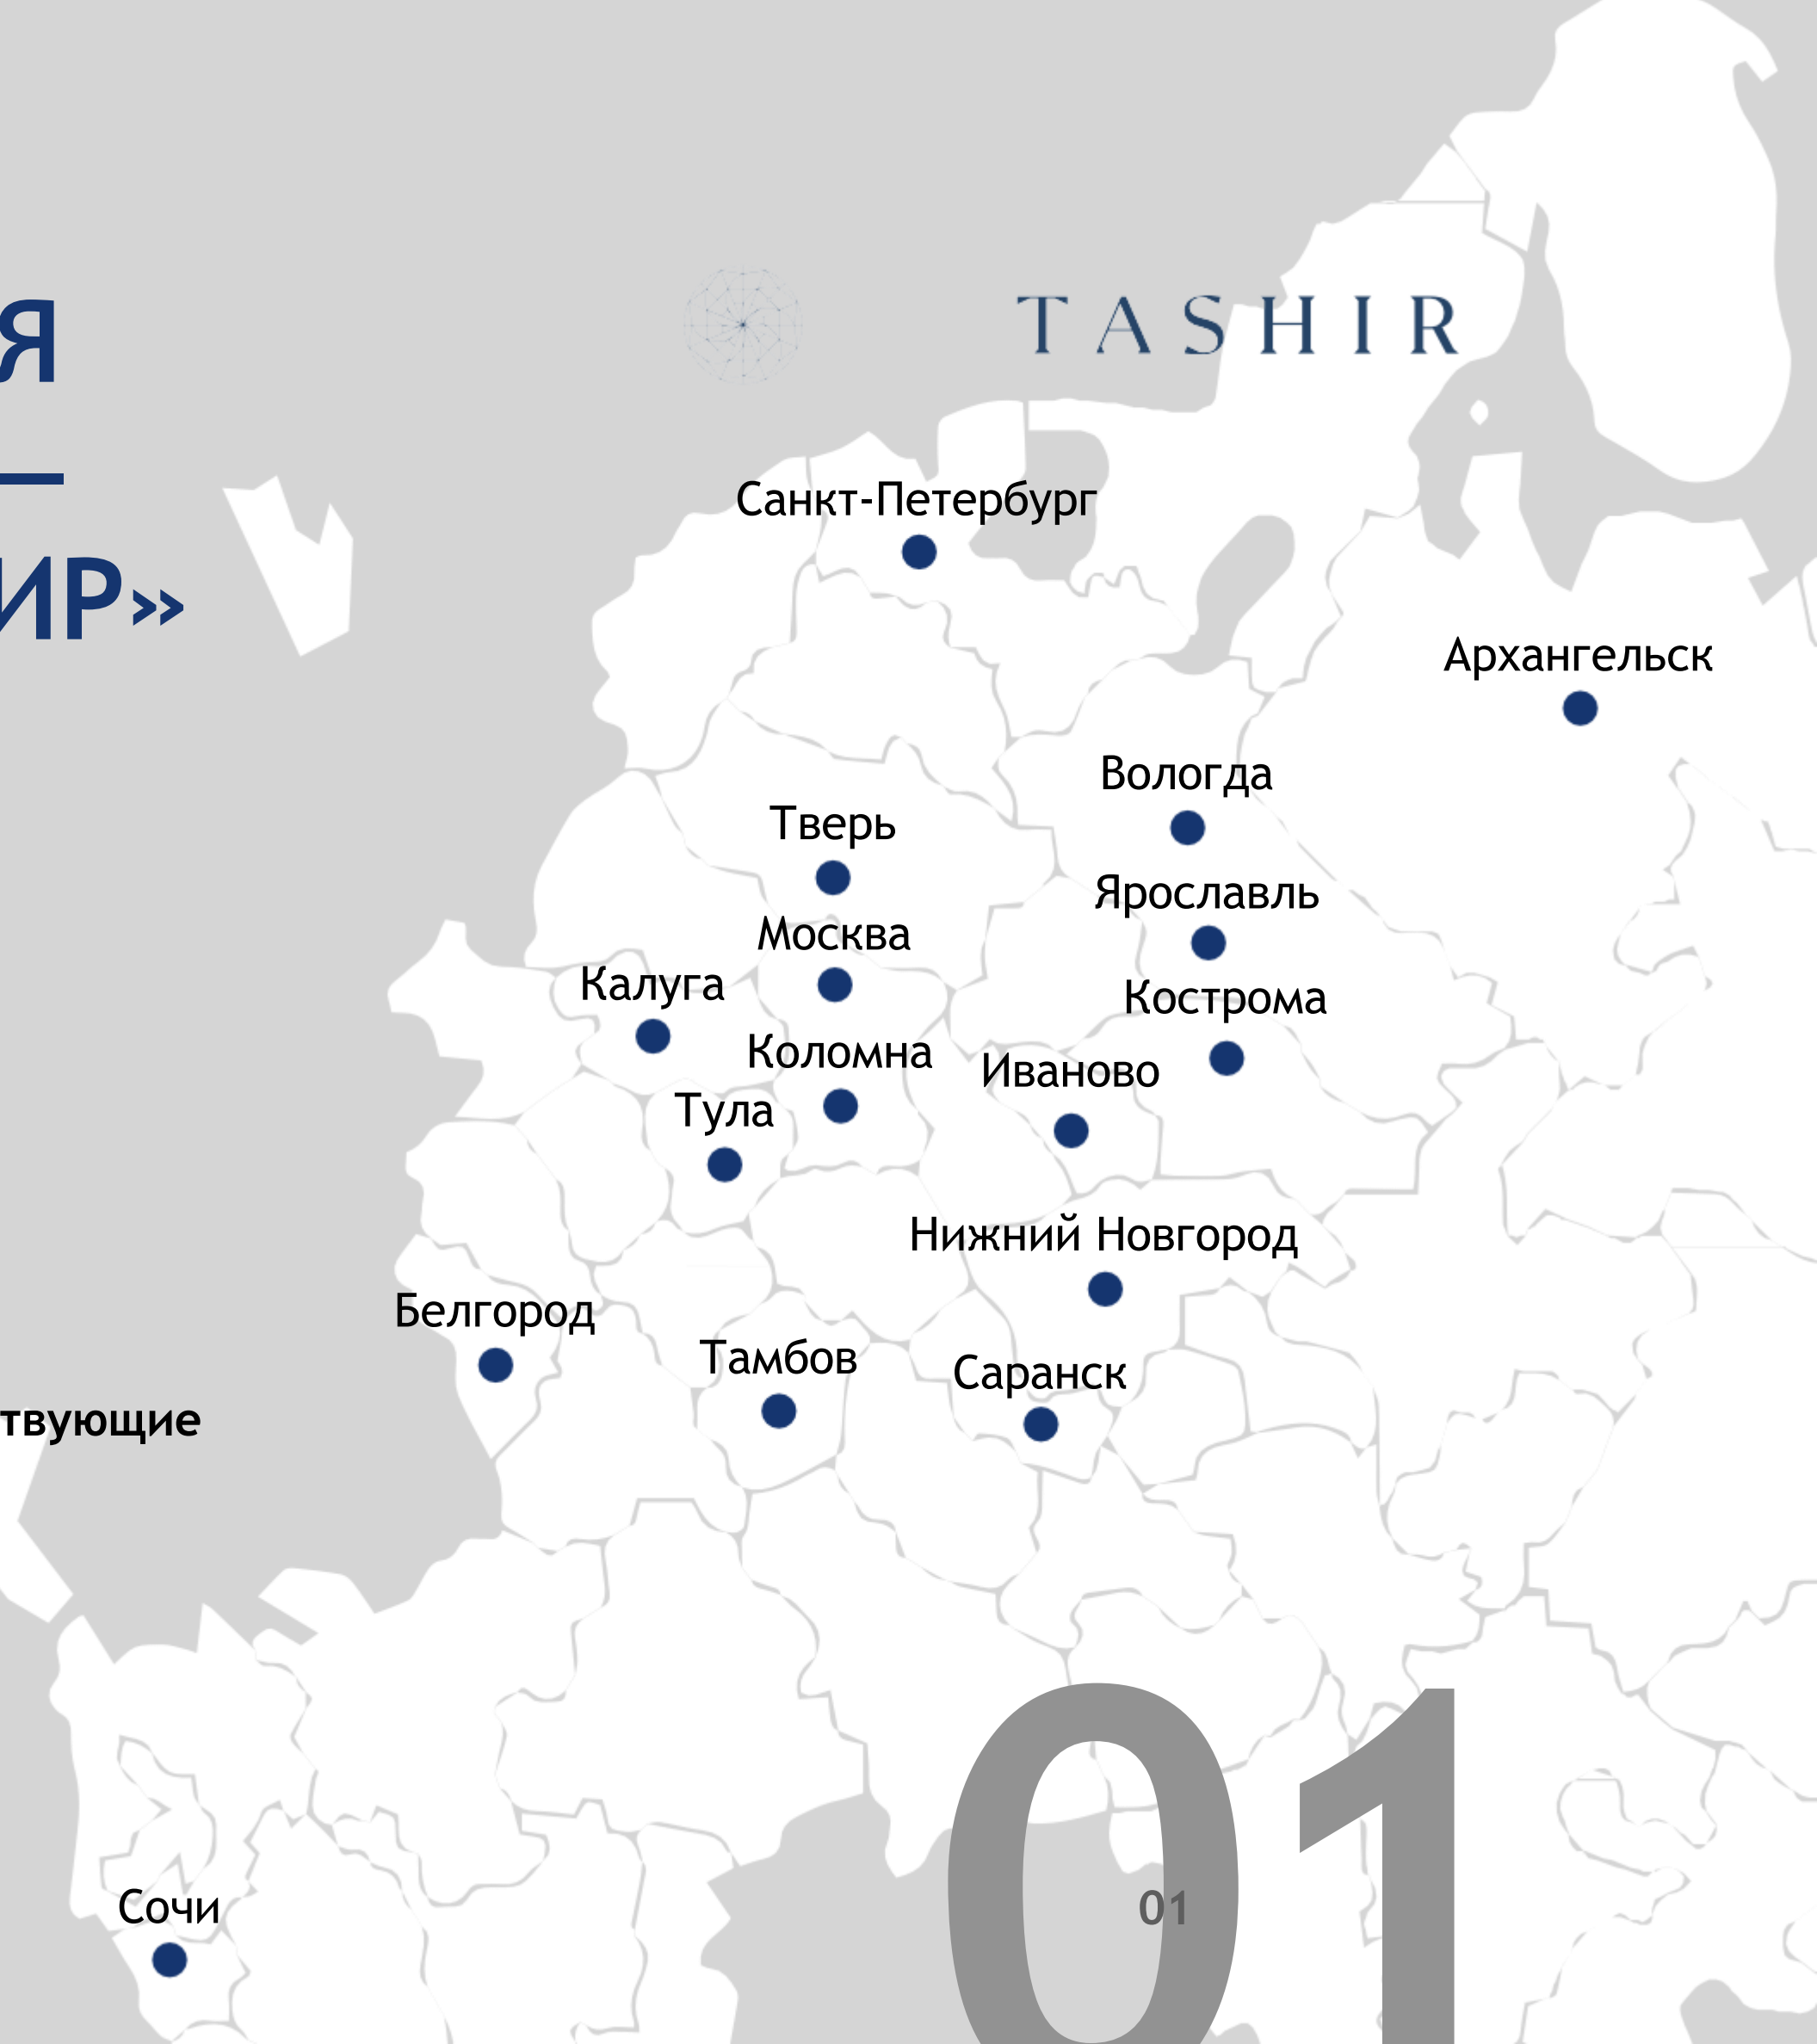 Я
TASHIR
—
ИР»
Санкт-Петербург
Архангельск
Вологда
Тверь
Ярославль
Москва
Калуга
Кострома
Коломна
Иваново
Тула
Нижний Новгород
Белгород
Тамбов
Саранск
твующие
01
01
Сочи